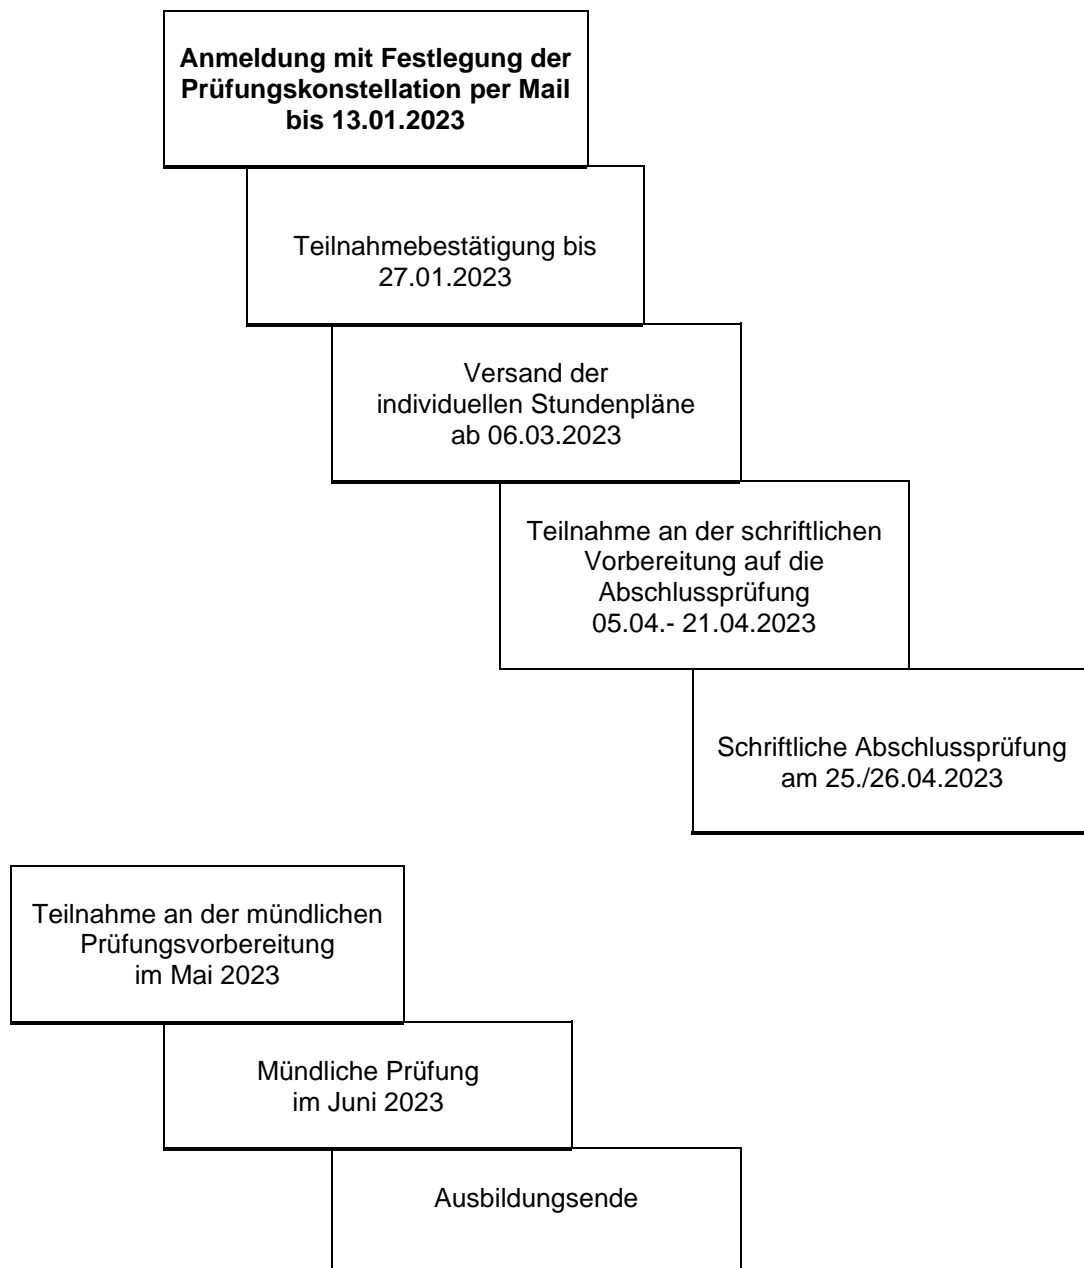 Anmeldung mit Festlegung der
Prüfungskonstellation per Mail
bis 13.01.2023
Teilnahmebestätigung bis
27.01.2023
Versand der
individuellen Stundenpläne
ab 06.03.2023
Teilnahme an der schriftlichen
Vorbereitung auf die
Abschlussprüfung
05.04.- 21.04.2023
Schriftliche Abschlussprüfung
am 25./26.04.2023
Teilnahme an der mündlichen
Prüfungsvorbereitung
im Mai 2023
Mündliche Prüfung
im Juni 2023
Ausbildungsende